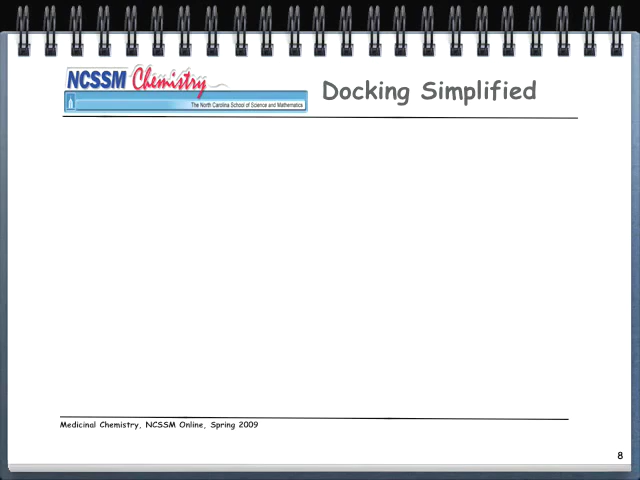 NCSSM Chemistry
The North Carolina School of Science and Mathematics
Docking Simplified
Medicinal Chemistry, NCSSM Online, Spring 2009
8